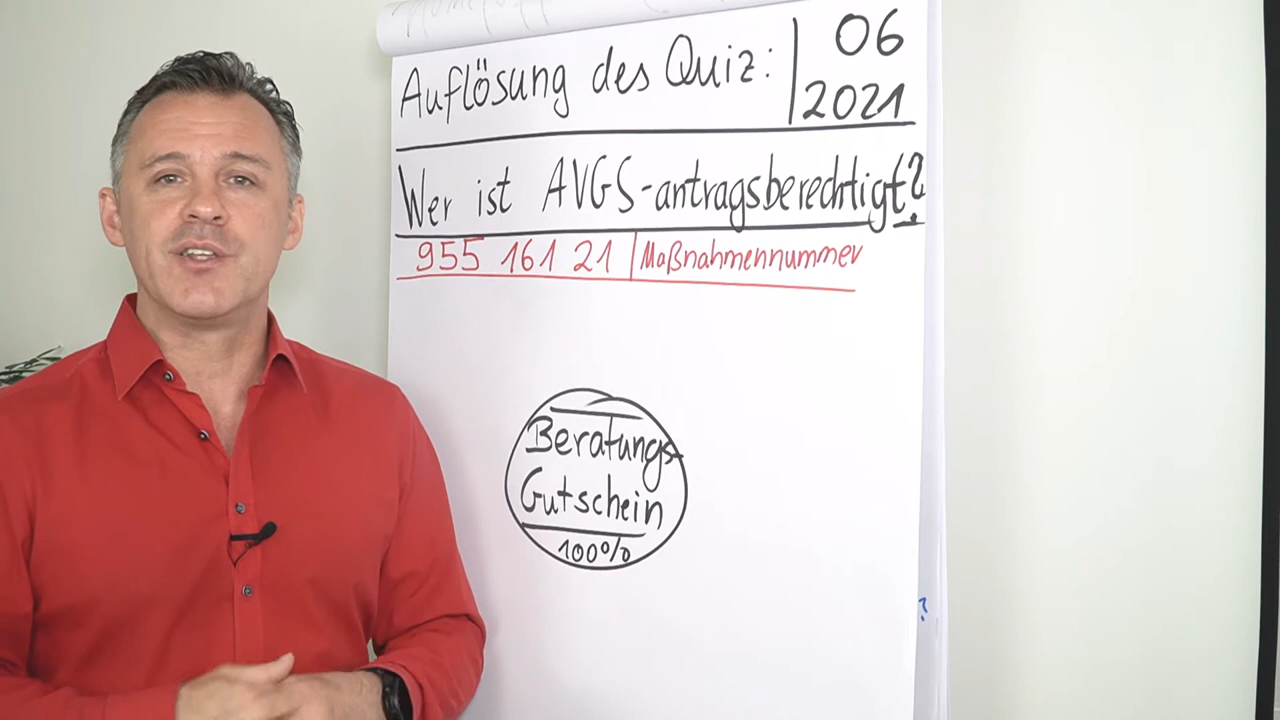 Auflösung des Quiz: 06
2021
Wer ist AVGS-antragsberechtigt?
955 161 21 Maßnahmennummer
Beratungs-
Gutschein
100%
?